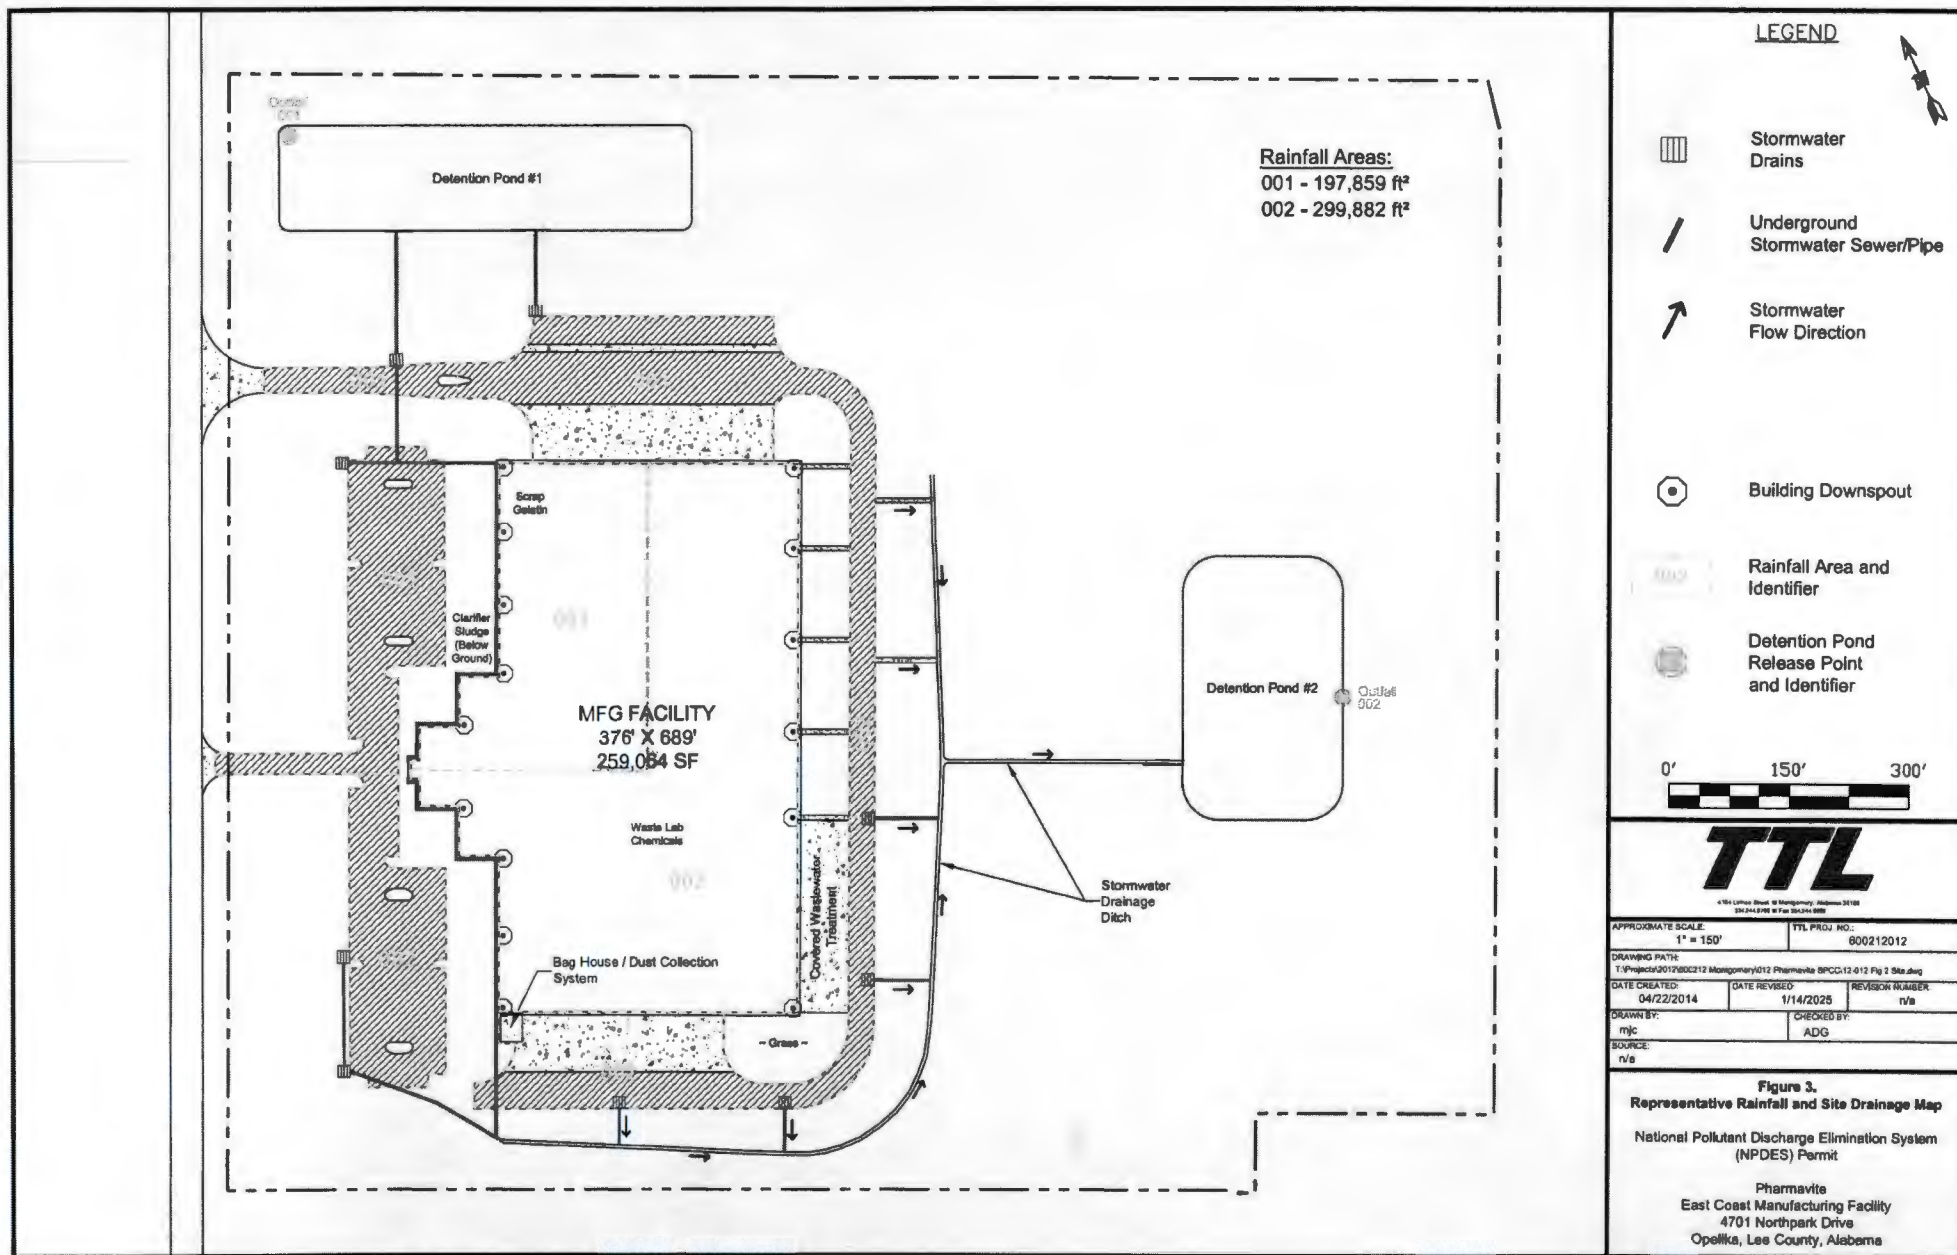 LEGEND
Stormwater
Drains
Underground
Stormwater Sewer/Pipe
Stormwater
Flow Direction
Building Downspout
002
Rainfall Area and
Identifier
Detention Pond
Release Point
and Identifier
0' 150' 300'
Outfall
001
Detention Pond #1
Rainfall Areas:
001 - 197,859 ft²
002 - 299,882 ft²
Scrap
Gelatin
001
Clarifier
Sludge
(Below
Ground)
MFG FACILITY
376' X 689'
259,064 SF
Waste Lab
Chemicals
002
Covered Wastewater
Treatment
Bag House / Dust Collection
System
~ Grass ~
Detention Pond #2
Outfall
002
Stormwater
Drainage
Ditch
TTL
APPROXIMATE SCALE:
1" = 150'
TTL PROJ. NO.:
600212012
DRAWING PATH:
DATE CREATED:
04/22/2014
DATE REVISED:
1/14/2025
REVISION NUMBER
n/a
DRAWN BY:
mjc
CHECKED BY:
ADG
SOURCE:
n/a
Figure 3.
Representative Rainfall and Site Drainage Map
National Pollutant Discharge Elimination System
(NPDES) Permit
Pharmavite
East Coast Manufacturing Facility
4701 Northpark Drive
Opelika, Lee County, Alabama